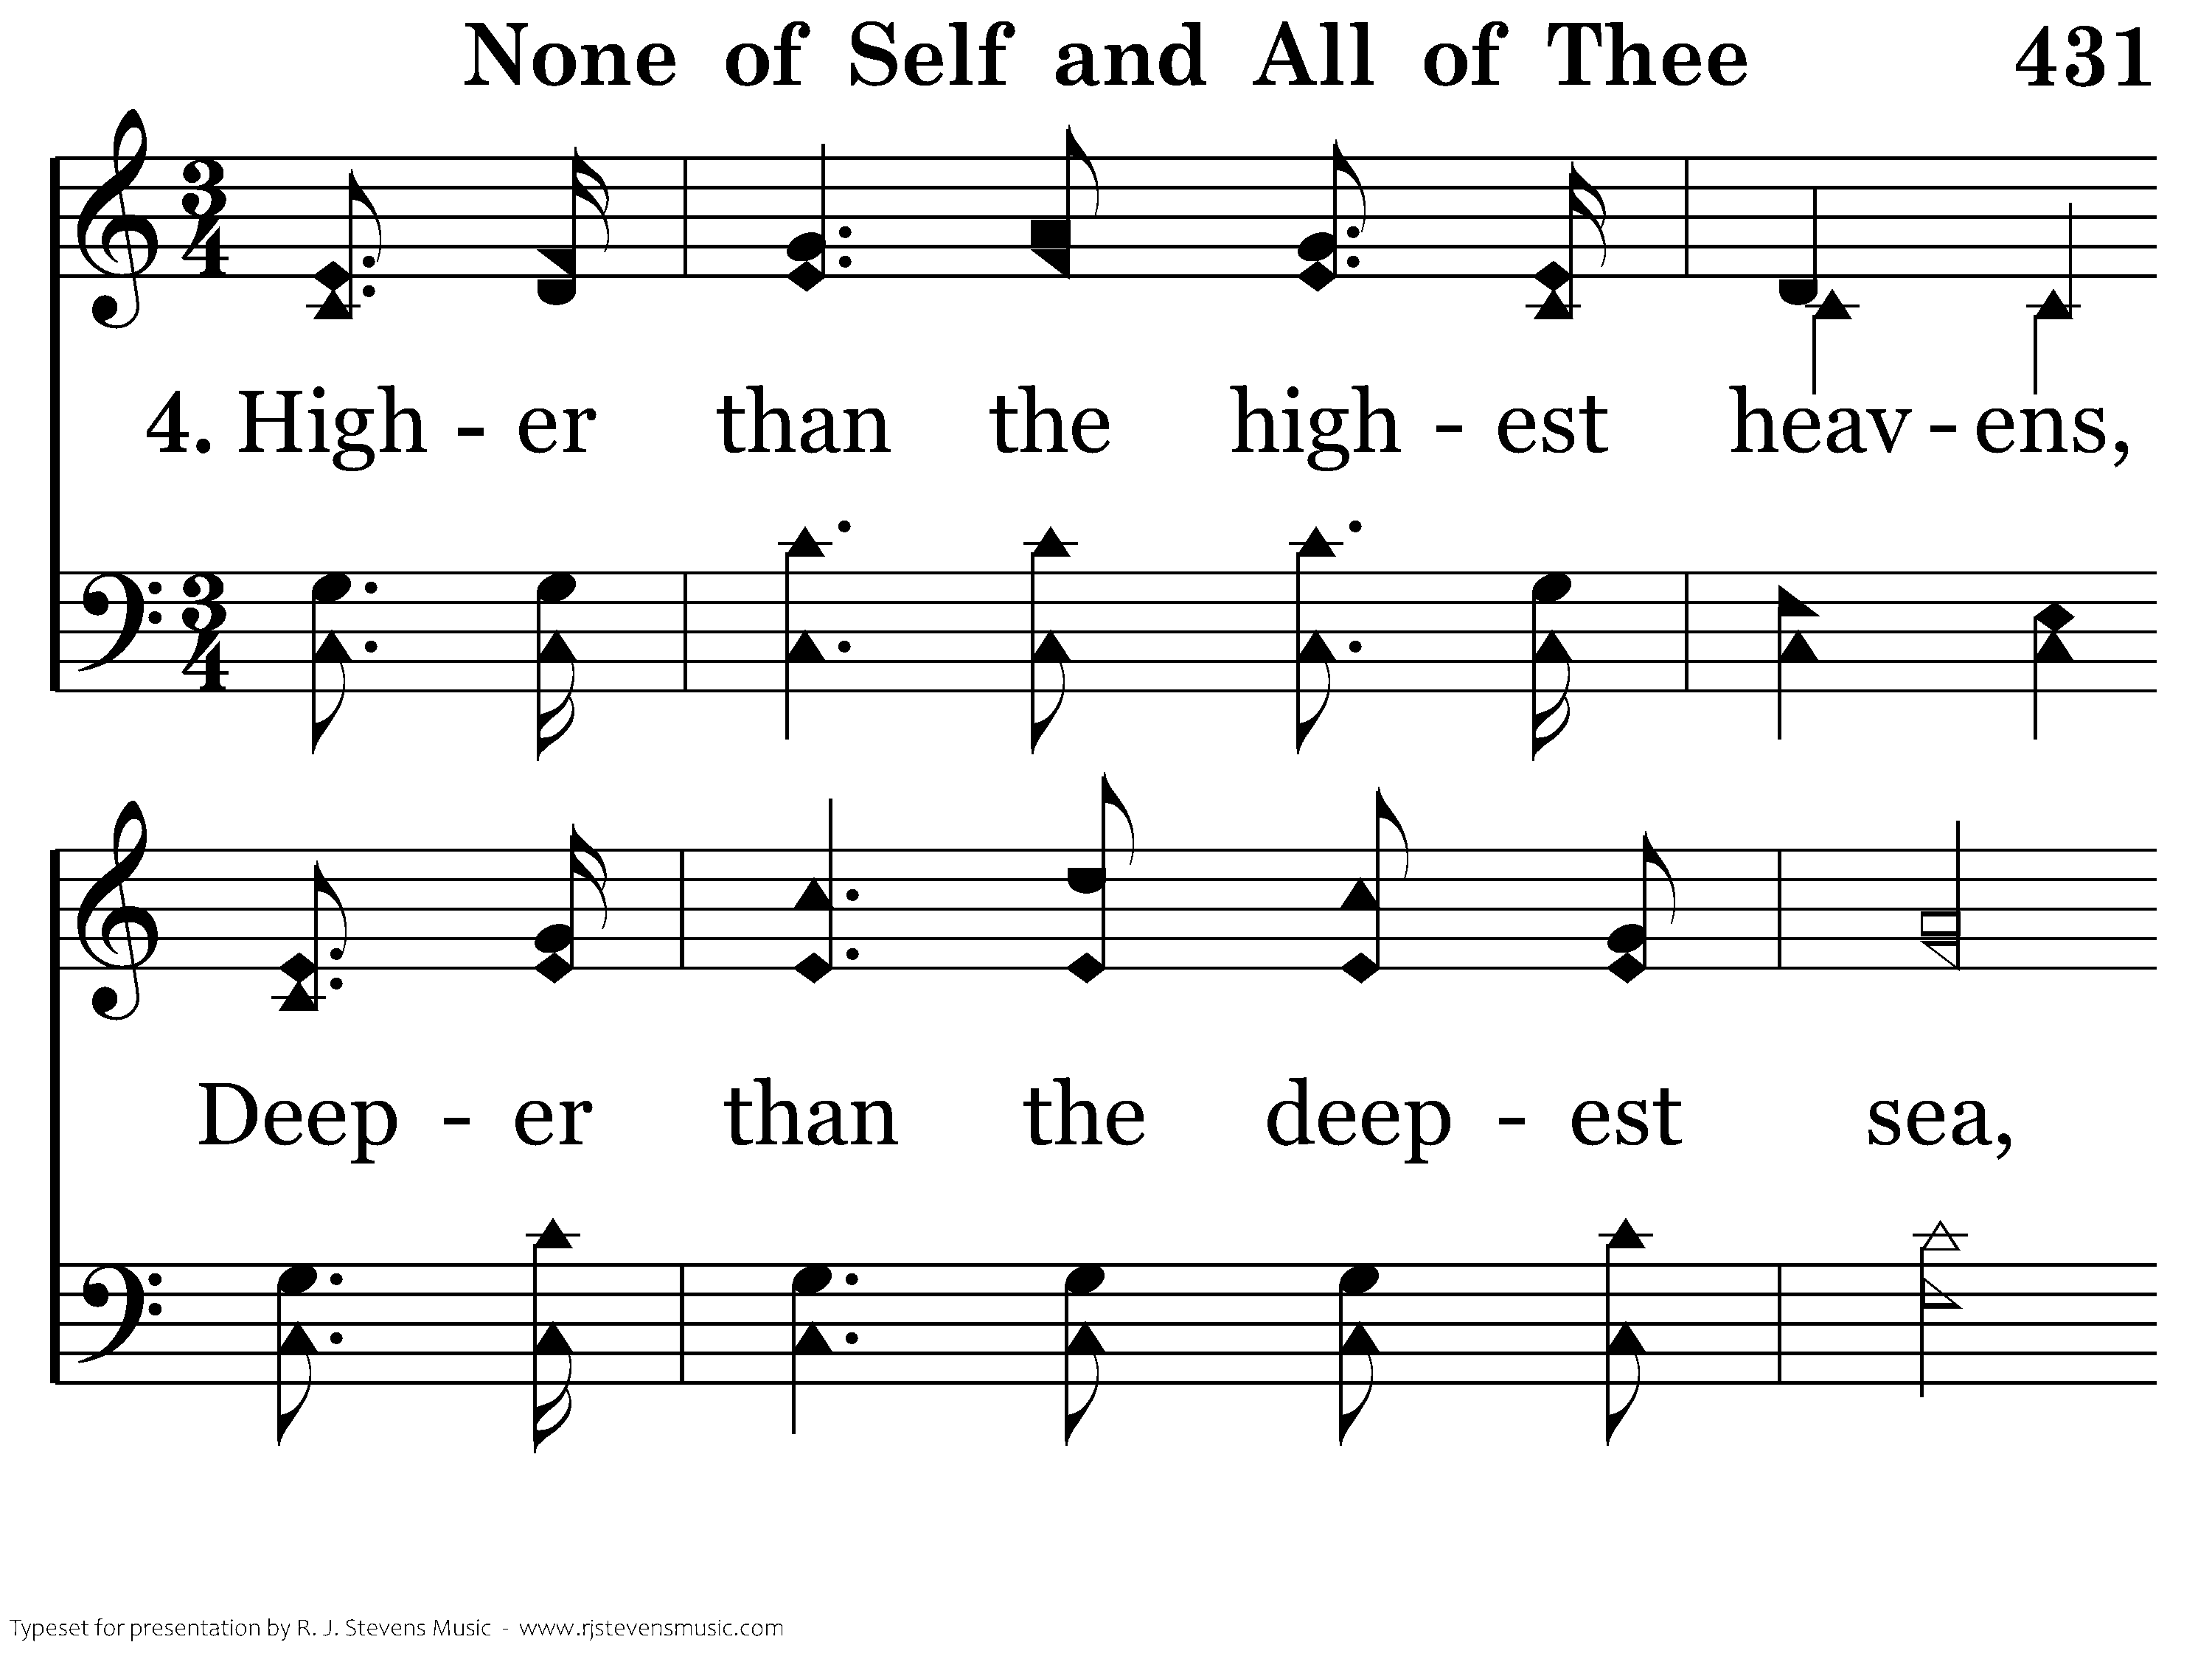 None of Self and All of Thee 431
4. High - er than the high - est heav - ens,
Deep - er than the deep - est sea,
Typeset for presentation by R. J. Stevens Music - www.rjstevensmusic.com